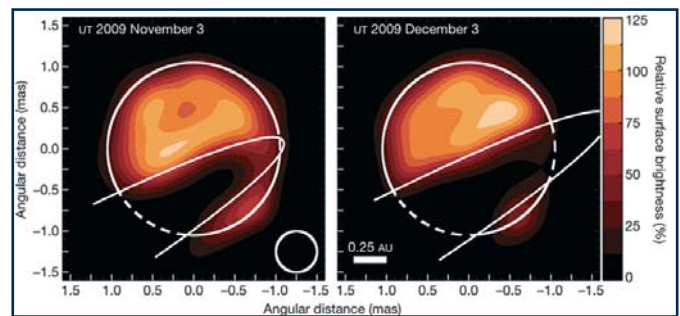 UT 2009 November 3
UT 2009 December 3
Angular distance (mas)
1.5
1.0
0.5
0.0
-0.5
-1.0
-1.5
0.25 AU
1.5 1.0 0.5 0.0 -0.5 -1.0 -1.5
1.5 1.0 0.5 0.0 -0.5 -1.0 -1.5
Angular distance (mas)
125
100
75
50
25
0
Relative surface brightness (%)